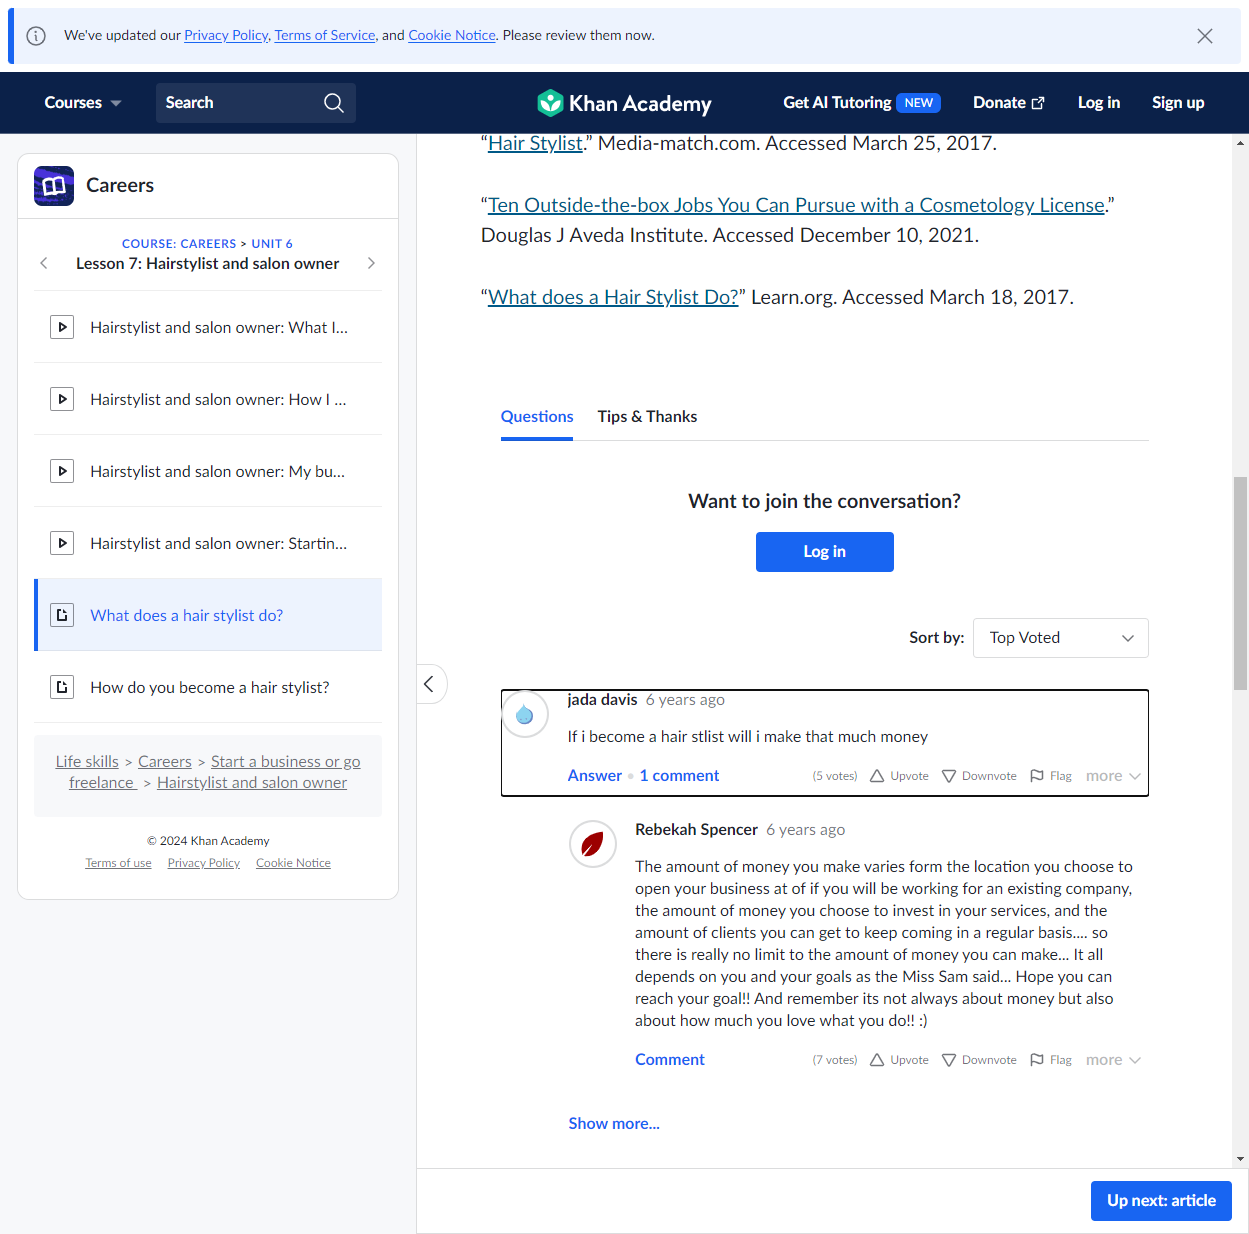 We've updated our Privacy Policy, Terms of Service, and Cookie Notice. Please review them now.
Courses
Search
Khan Academy
Get AI Tutoring NEW
Donate
Log in
Sign up
Careers
COURSE: CAREERS > UNIT 6
Lesson 7: Hairstylist and salon owner
Hairstylist and salon owner: What I...
Hairstylist and salon owner: How I ...
Hairstylist and salon owner: My bu...
Hairstylist and salon owner: Startin...
What does a hair stylist do?
How do you become a hair stylist?
Life skills > Careers > Start a business or go
freelance > Hairstylist and salon owner
© 2024 Khan Academy
Terms of use Privacy Policy Cookie Notice
“Hair Stylist.” Media-match.com. Accessed March 25, 2017.
“Ten Outside-the-box Jobs You Can Pursue with a Cosmetology License.”
Douglas J Aveda Institute. Accessed December 10, 2021.
“What does a Hair Stylist Do?” Learn.org. Accessed March 18, 2017.
Questions
Tips & Thanks
Want to join the conversation?
Log in
Sort by: Top Voted
jada davis 6 years ago
If i become a hair stlist will i make that much money
Answer • 1 comment (5 votes) Upvote Downvote Flag more
Rebekah Spencer 6 years ago
The amount of money you make varies form the location you choose to
open your business at of if you will be working for an existing company,
the amount of money you choose to invest in your services, and the
amount of clients you can get to keep coming in a regular basis.... so
there is really no limit to the amount of money you can make... It all
depends on you and your goals as the Miss Sam said... Hope you can
reach your goal!! And remember its not always about money but also
about how much you love what you do!! :)
Comment (7 votes) Upvote Downvote Flag more
Show more...
Up next: article